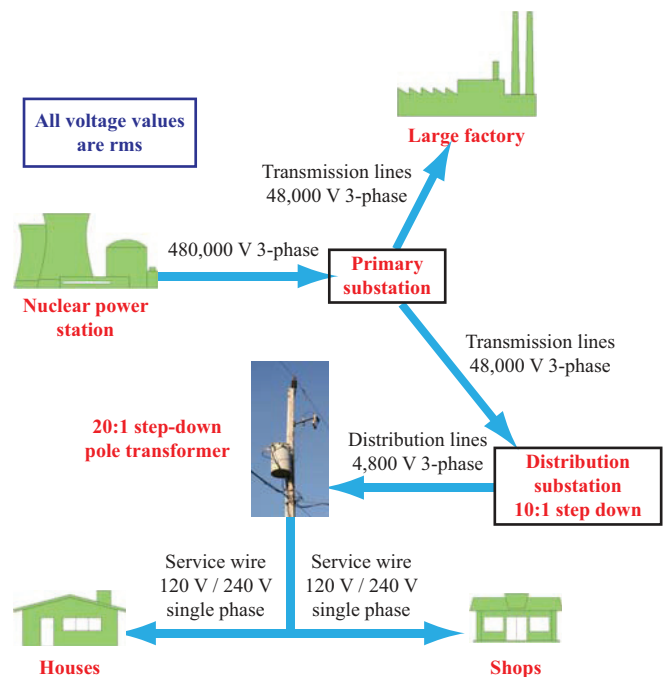 All voltage values
are rms
Large factory
Transmission lines
48,000 V 3-phase
480,000 V 3-phase
Primary
substation
Nuclear power
station
Transmission lines
48,000 V 3-phase
20:1 step-down
pole transformer
Distribution lines
4,800 V 3-phase
Distribution
substation
10:1 step down
Service wire
120 V / 240 V
single phase
Service wire
120 V / 240 V
single phase
Houses
Shops